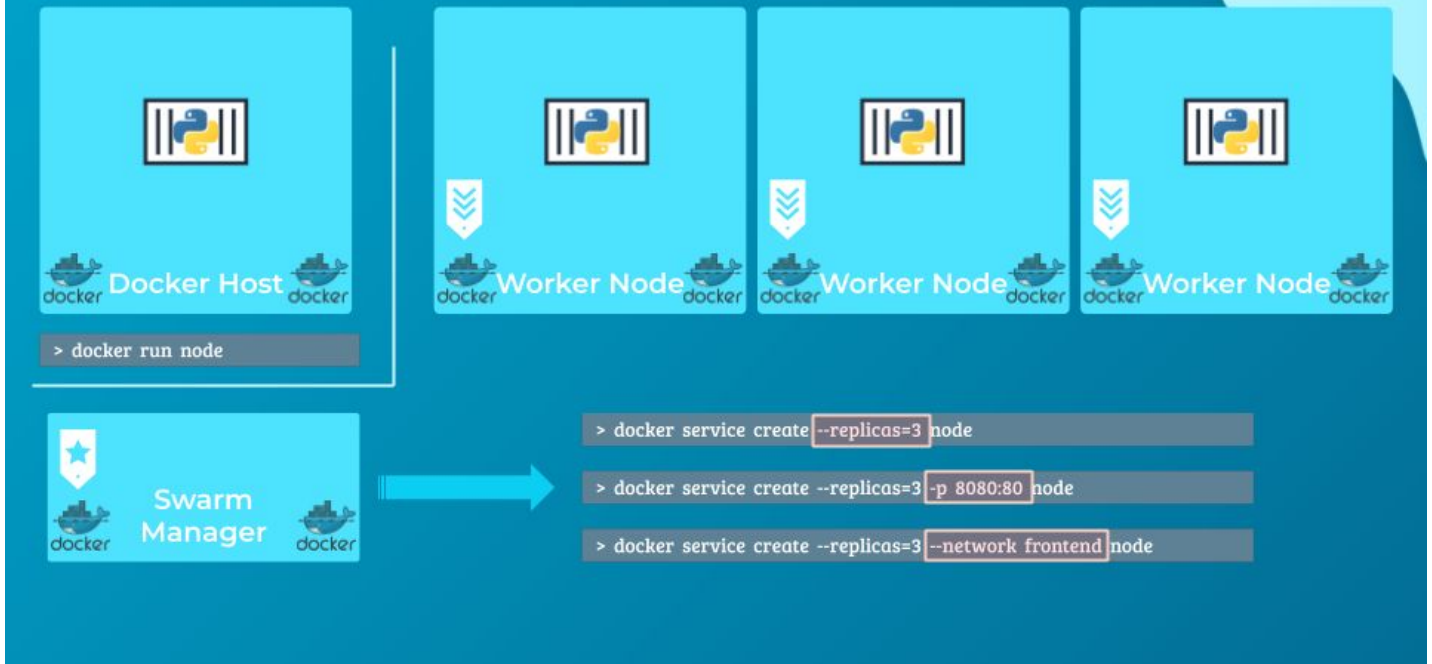 Docker Host
docker
docker
Worker Node
docker
docker
Worker Node
docker
docker
Worker Node
docker
docker
> docker run node
Swarm
Manager
docker
docker
> docker service create --replicas=3 node
> docker service create --replicas=3 -p 8080:80 node
> docker service create --replicas=3 --network frontend node